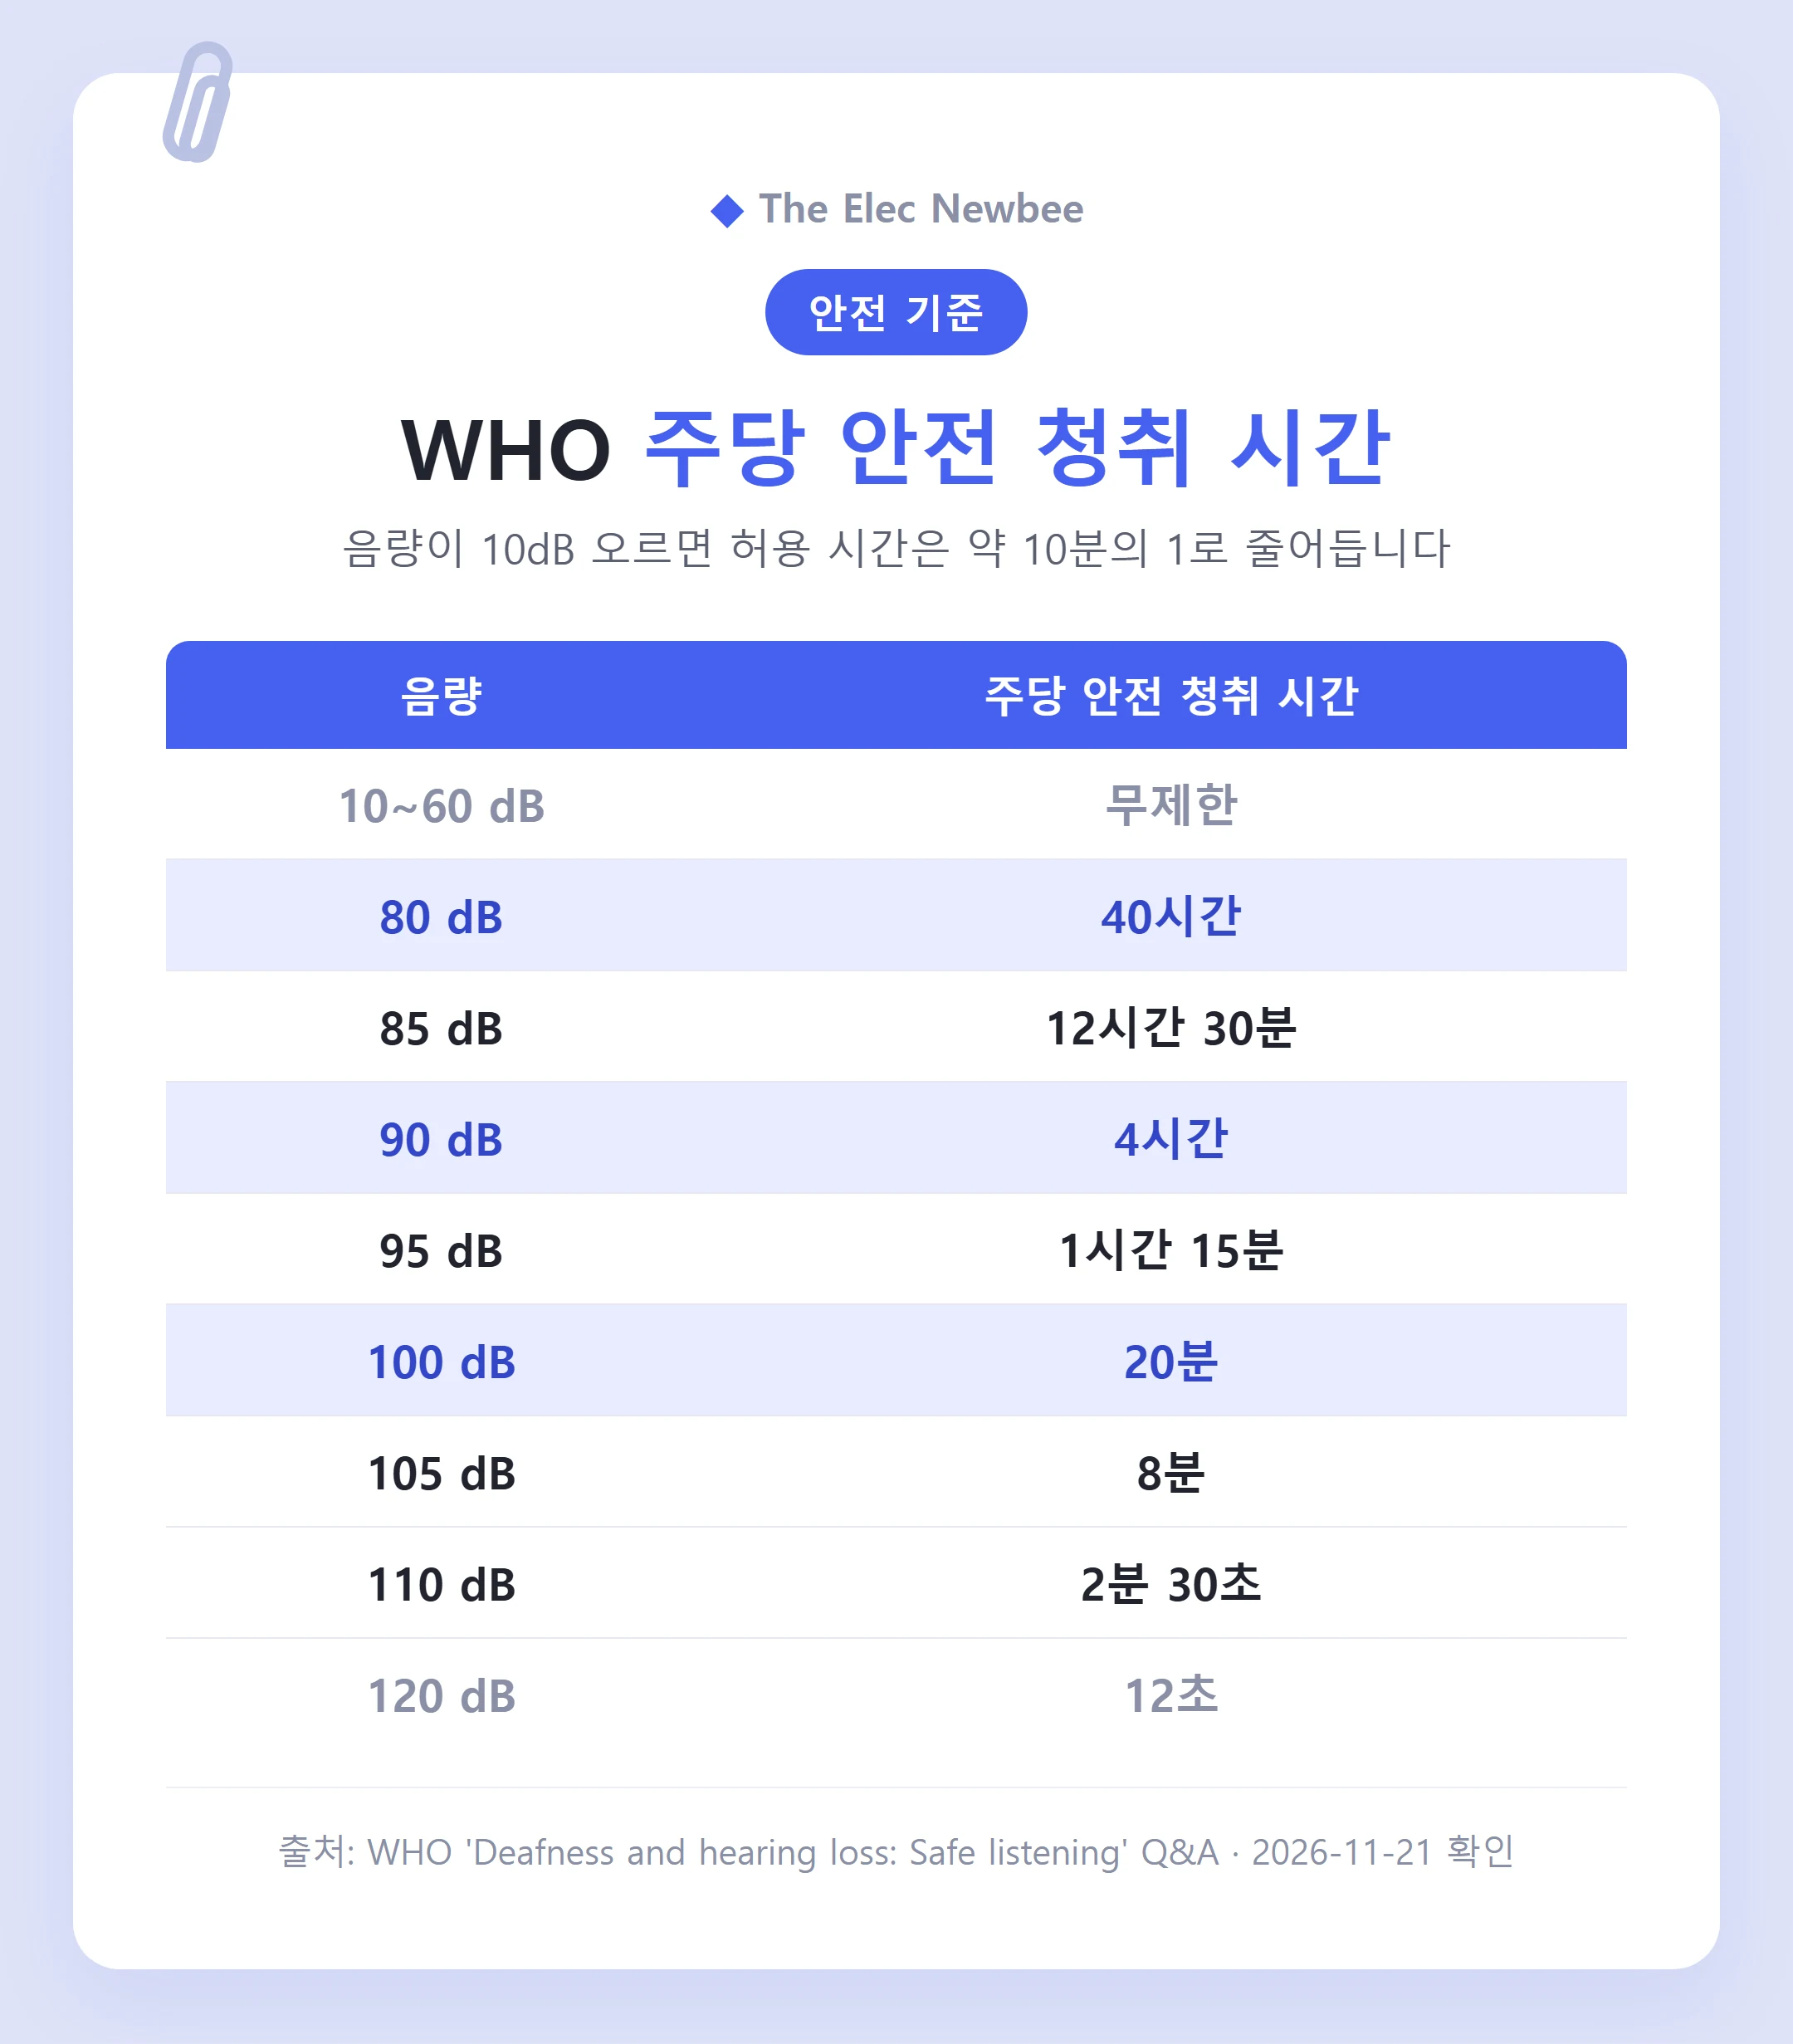 The Elec Newbee
안전 기준
WHO 주당 안전 청취 시간
음량이 10dB 오르면 허용 시간은 약 10분의 1로 줄어듭니다
음량 주당 안전 청취 시간
10~60 dB 무제한
80 dB 40시간
85 dB 12시간 30분
90 dB 4시간
95 dB 1시간 15분
100 dB 20분
105 dB 8분
110 dB 2분 30초
120 dB 12초
출처: WHO 'Deafness and hearing loss: Safe listening' Q&A · 2026-11-21 확인